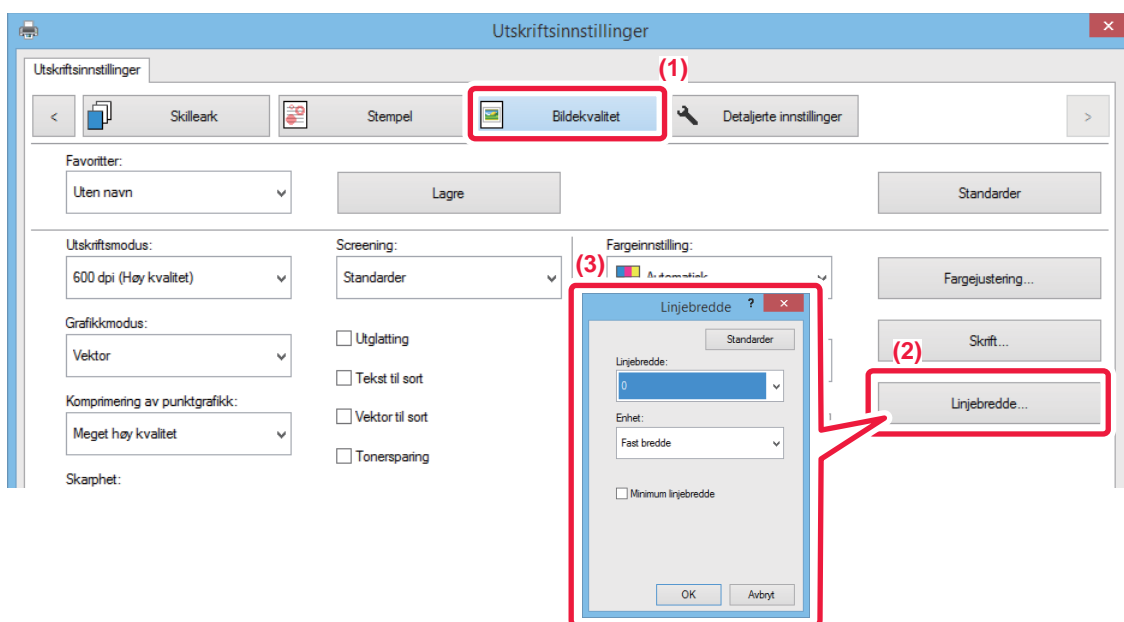 Utskriftsinnstillinger
Utskriftsinnstillinger
(1)
Skilleark
Stempel
Bildekvalitet
Detaljerte innstillinger
Favoritter:
Uten navn
Lagre
Standarder
Utskriftsmodus:
600 dpi (Høy kvalitet)
Screening:
Standarder
Fargeinnstilling:
Automatisk
Fargejustering...
Grafikkmodus:
Vektor
Utglatting
Tekst til sort
Vektor til sort
Tonersparing
Skrift...
(2)
Linjebredde...
Komprimering av punktgrafikk:
Meget høy kvalitet
Skarphet:
(3)
Linjebredde
Standarder
Linjebredde:
0
Enhet:
Fast bredde
Minimum linjebredde
OK
Avbryt